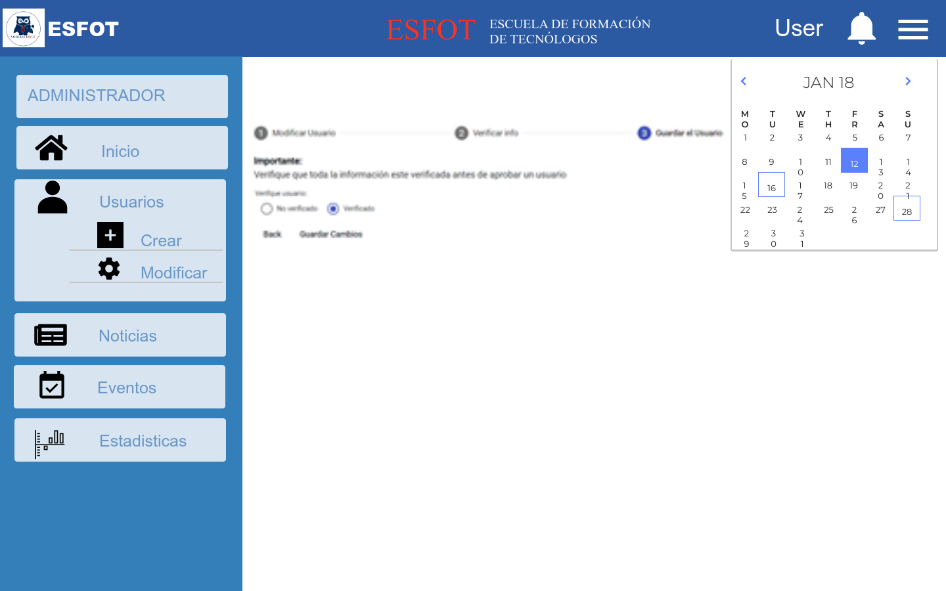 ESFOT
ESFOT
ESCUELA DE FORMACIÓN
DE TECNÓLOGOS
User
ADMINISTRADOR
Inicio
Usuarios
Crear
Modificar
Noticias
Eventos
Estadisticas
1 Modificar Usuario
2 Verificar info
3 Guardar el Usuario
Importante:
Verifique que toda la información este verificada antes de aprobar un usuario
Verifique usuario:
No verificado Verificado
Back Guardar Cambios
JAN 18
MO TU WE TH FR SA SU
1 2 3 4 5 6 7
8 9 10 11 12 13 14
15 16 17 18 19 20 21
22 23 24 25 26 27 28
29 30 31